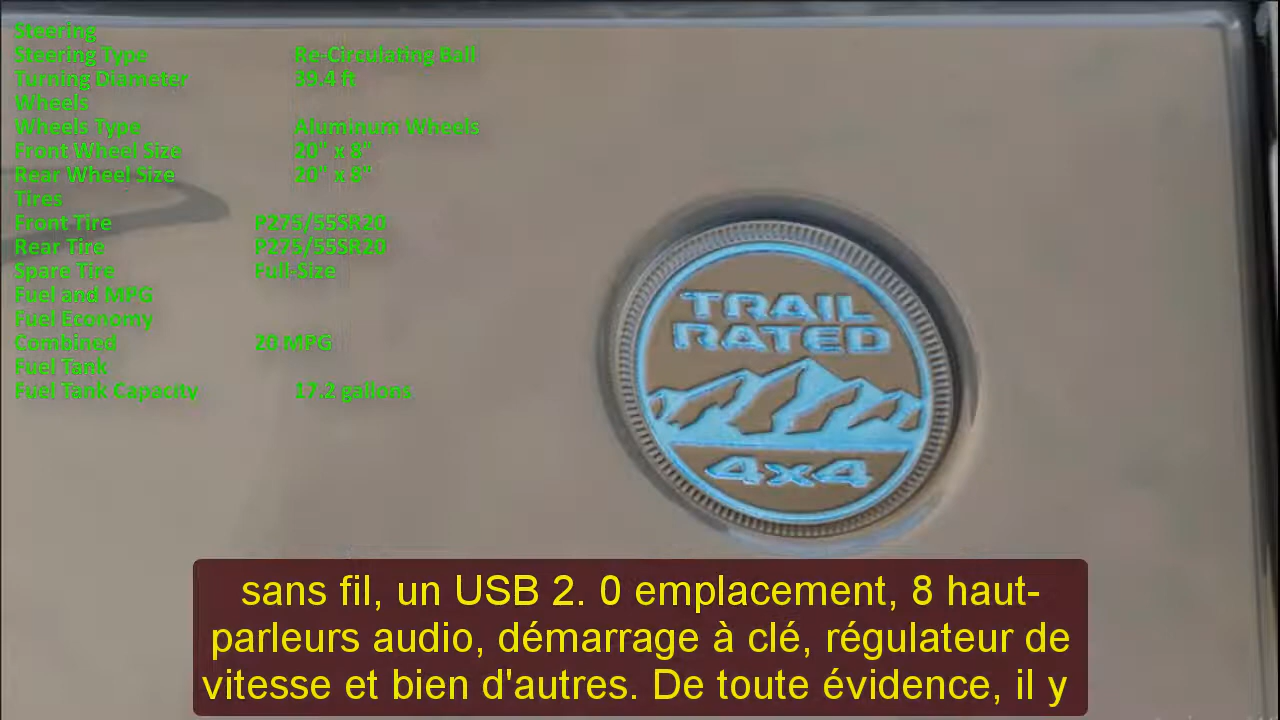 Steering
Steering Type Re-Circulating Ball
Turning Diameter 39.4 ft
Wheels
Wheels Type Aluminum Wheels
Front Wheel Size 20" x 8"
Rear Wheel Size 20" x 8"
Tires
Front Tire P275/55SR20
Rear Tire P275/55SR20
Spare Tire Full-Size
Fuel and MPG
Fuel Economy
Combined 20 MPG
Fuel Tank
Fuel Tank Capacity 17.2 gallons
TRAIL
RATED
4x4
sans fil, un USB 2. 0 emplacement, 8 haut-
parleurs audio, démarrage à clé, régulateur de
vitesse et bien d'autres. De toute évidence, il y